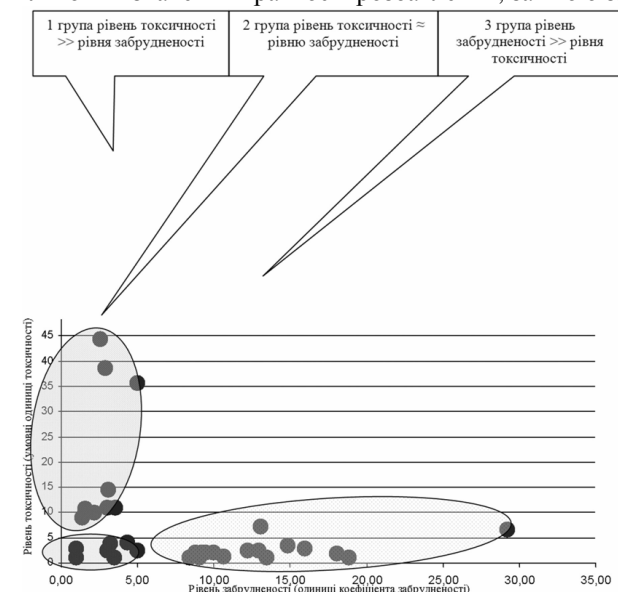 1 група рівень токсичності
>> рівня забрудненості
2 група рівень токсичності ≈
рівню забрудненості
3 група рівень
забрудненості >> рівня
токсичності
Рівень токсичності (умовні одиниці токсичності)
45
40
35
30
25
20
15
10
5
0
0,00 5,00 10,00 15,00 20,00 25,00 30,00 35,00
Рівень забрудненості (одиниці коефіцієнта забрудненості)